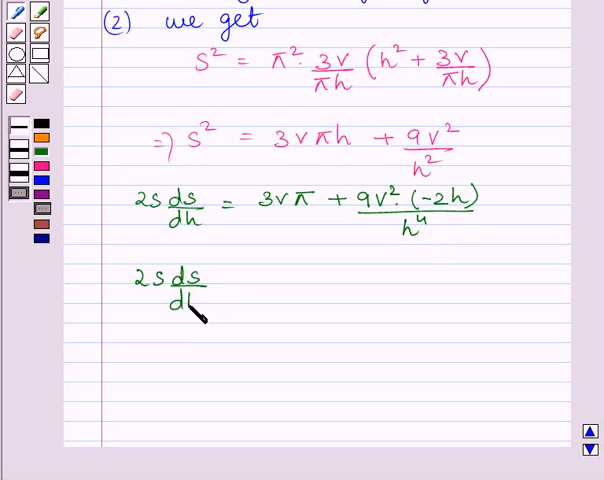 (2) we get
S² = π² · 3v/πh (h² + 3v/πh)
=) S² = 3vπh + 9v²/h²
2s ds/dh = 3vπ + 9v² · (-2h)/h⁴
2s ds/dh